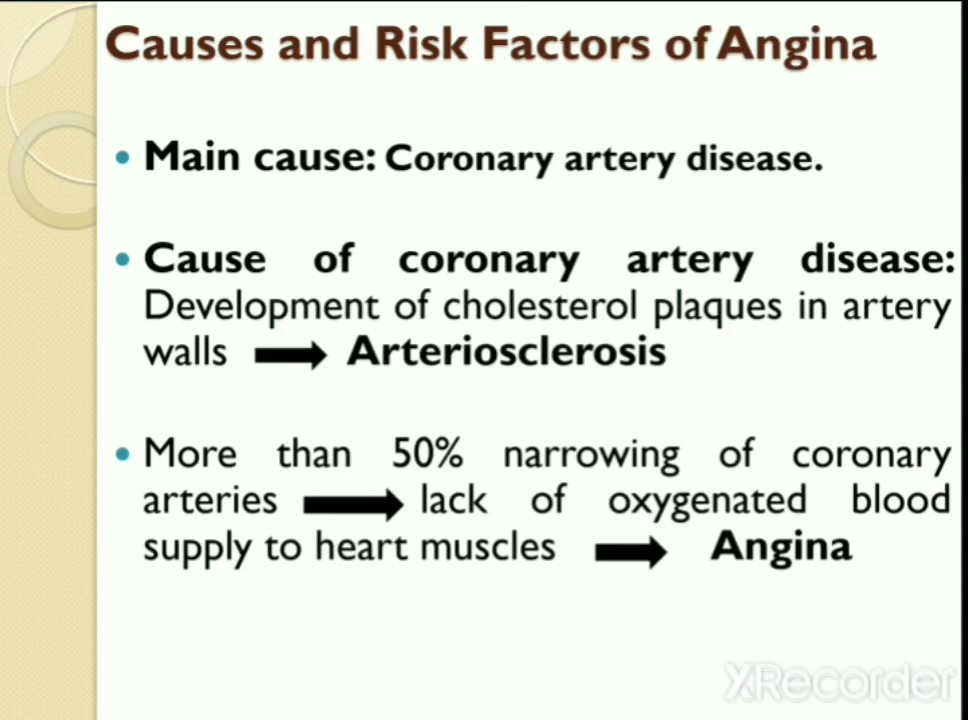 Causes and Risk Factors of Angina
• Main cause: Coronary artery disease.
• Cause of coronary artery disease:
Development of cholesterol plaques in artery
walls ➡ Arteriosclerosis
• More than 50% narrowing of coronary
arteries ➡ lack of oxygenated blood
supply to heart muscles ➡ Angina
XRecorder